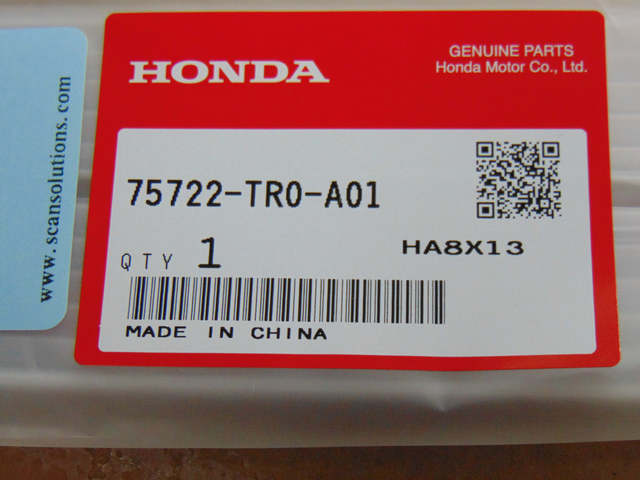 www.scansolutions.com
HONDA
GENUINE PARTS
Honda Motor Co., Ltd.
75722-TR0-A01
QTY 1
HA8X13
MADE IN CHINA